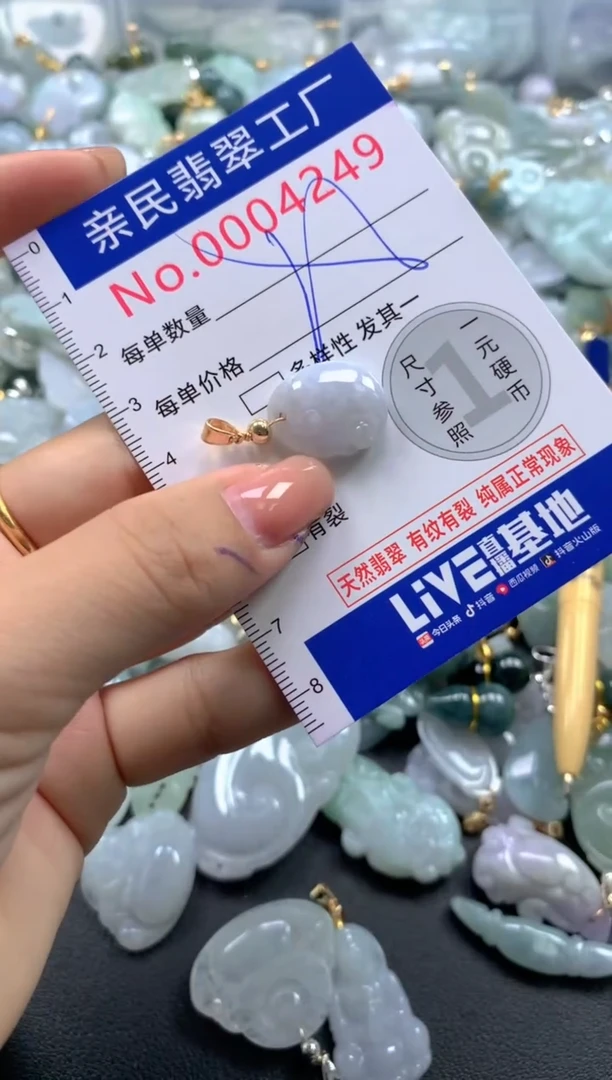 亲民翡翠工厂
No.0004249
每单数量
每单价格
多样性 发其一
有裂
一元硬币
1
尺寸参照
天然翡翠 有纹有裂 纯属正常现象
LIVE直播基地
今日头条 抖音 西瓜视频 抖音火山版
0
1
2
3
4
7
8